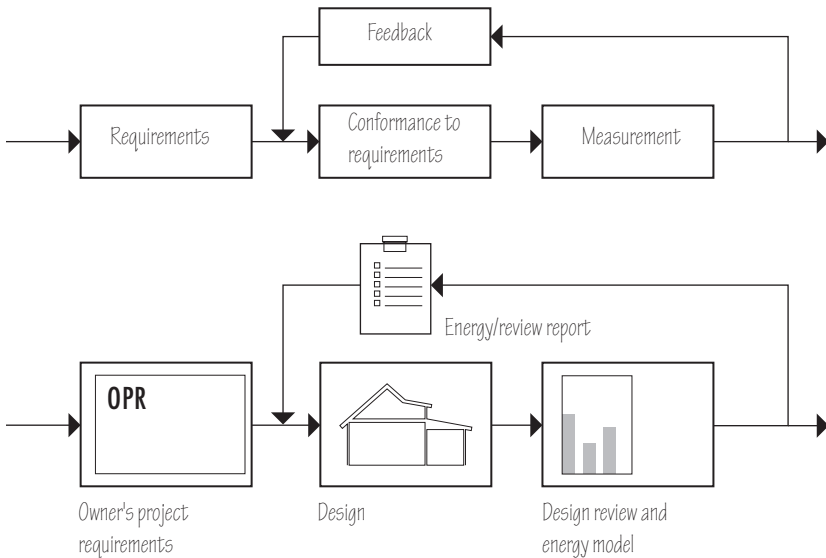 Feedback
Requirements
Conformance to
requirements
Measurement
Energy/review report
OPR
Owner's project
requirements
Design
Design review and
energy model